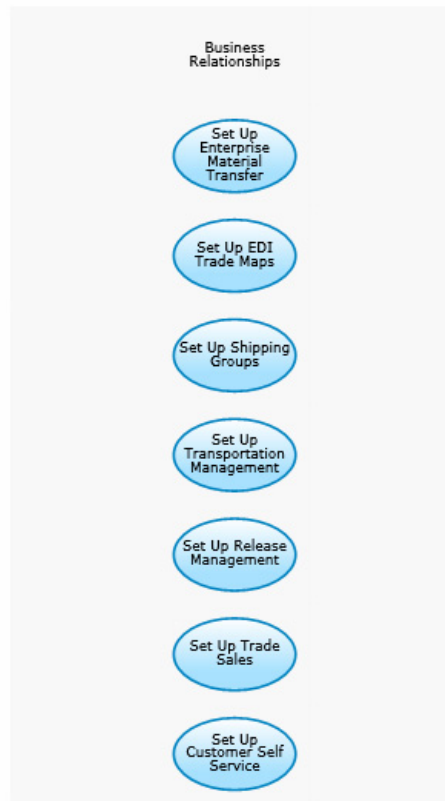 Business
Relationships
Set Up
Enterprise
Material
Transfer
Set Up EDI
Trade Maps
Set Up Shipping
Groups
Set Up
Transportation
Management
Set Up Release
Management
Set Up Trade
Sales
Set Up
Customer Self
Service